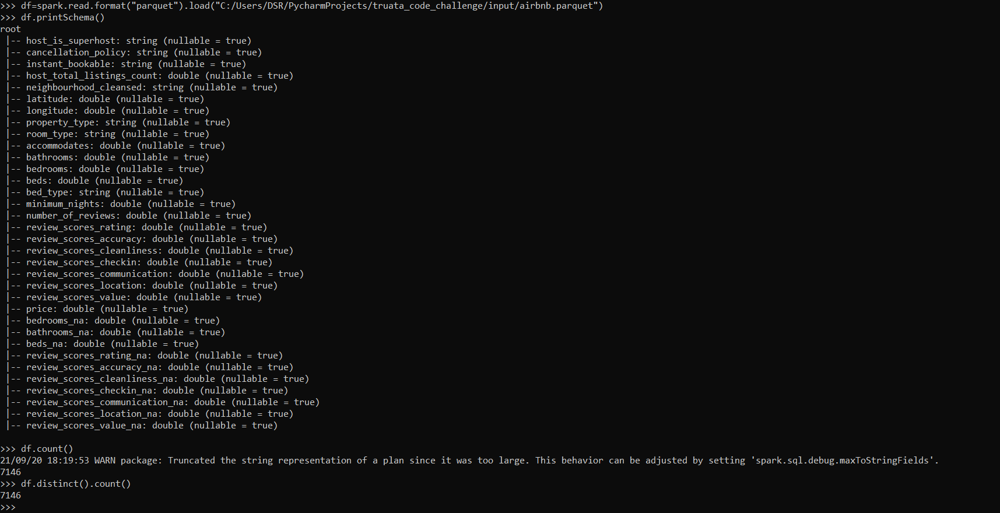 >>> df=spark.read.format("parquet").load("C:/Users/DSR/PycharmProjects/truata_code_challenge/input/airbnb.parquet")
>>> df.printSchema()
root
 |-- host_is_superhost: string (nullable = true)
 |-- cancellation_policy: string (nullable = true)
 |-- instant_bookable: string (nullable = true)
 |-- host_total_listings_count: double (nullable = true)
 |-- neighbourhood_cleansed: string (nullable = true)
 |-- latitude: double (nullable = true)
 |-- longitude: double (nullable = true)
 |-- property_type: string (nullable = true)
 |-- room_type: string (nullable = true)
 |-- accommodates: double (nullable = true)
 |-- bathrooms: double (nullable = true)
 |-- bedrooms: double (nullable = true)
 |-- beds: double (nullable = true)
 |-- bed_type: string (nullable = true)
 |-- minimum_nights: double (nullable = true)
 |-- number_of_reviews: double (nullable = true)
 |-- review_scores_rating: double (nullable = true)
 |-- review_scores_accuracy: double (nullable = true)
 |-- review_scores_cleanliness: double (nullable = true)
 |-- review_scores_checkin: double (nullable = true)
 |-- review_scores_communication: double (nullable = true)
 |-- review_scores_location: double (nullable = true)
 |-- review_scores_value: double (nullable = true)
 |-- price: double (nullable = true)
 |-- bedrooms_na: double (nullable = true)
 |-- bathrooms_na: double (nullable = true)
 |-- beds_na: double (nullable = true)
 |-- review_scores_rating_na: double (nullable = true)
 |-- review_scores_accuracy_na: double (nullable = true)
 |-- review_scores_cleanliness_na: double (nullable = true)
 |-- review_scores_checkin_na: double (nullable = true)
 |-- review_scores_communication_na: double (nullable = true)
 |-- review_scores_location_na: double (nullable = true)
 |-- review_scores_value_na: double (nullable = true)

>>> df.count()
21/09/20 18:19:53 WARN package: Truncated the string representation of a plan since it was too large. This behavior can be adjusted by setting 'spark.sql.debug.maxToStringFields'.
7146
>>> df.distinct().count()
7146
>>>